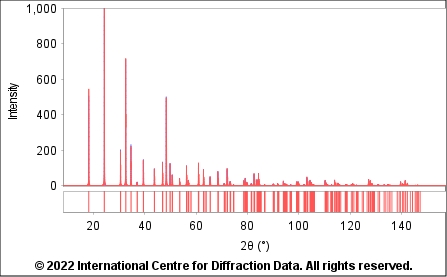 1,000
800
600
400
200
0
Intensity
20 40 60 80 100 120 140
2θ (°)
© 2022 International Centre for Diffraction Data. All rights reserved.